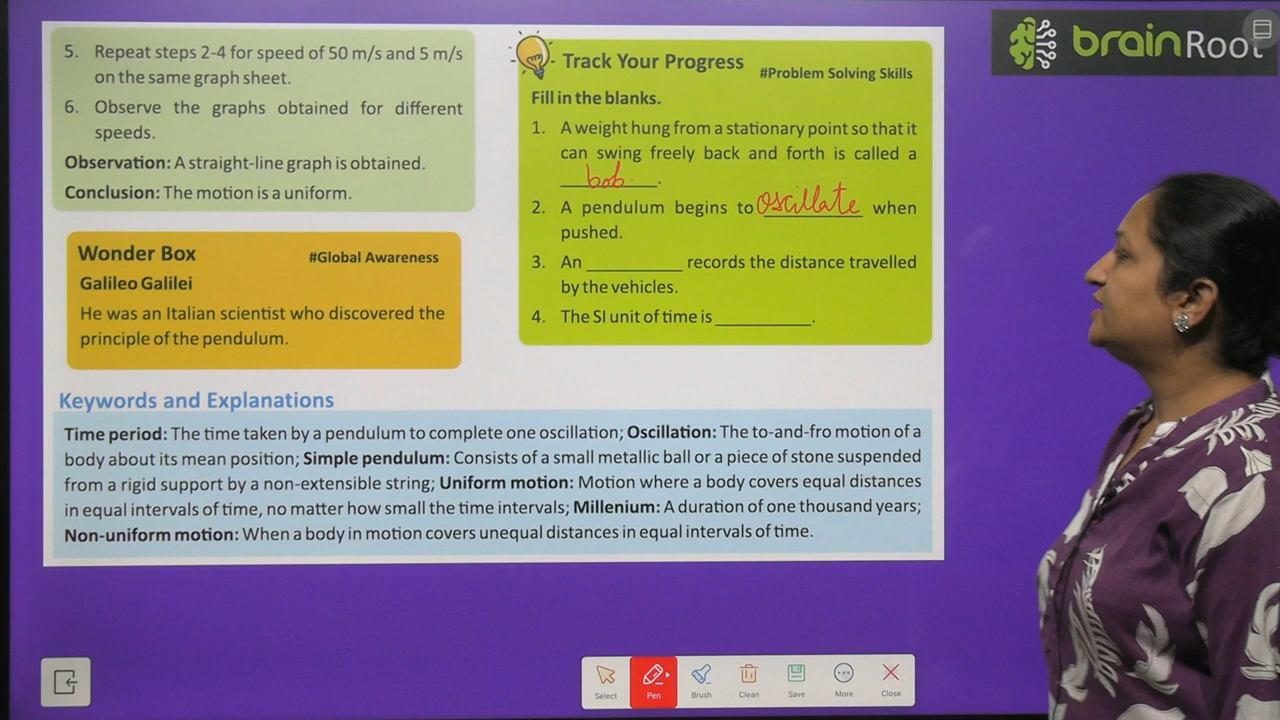 5. Repeat steps 2-4 for speed of 50 m/s and 5 m/s
on the same graph sheet.
6. Observe the graphs obtained for different
speeds.
Observation: A straight-line graph is obtained.
Conclusion: The motion is a uniform.
Wonder Box #Global Awareness
Galileo Galilei
He was an Italian scientist who discovered the
principle of the pendulum.
Track Your Progress #Problem Solving Skills
Fill in the blanks.
1. A weight hung from a stationary point so that it
can swing freely back and forth is called a
bob.
2. A pendulum begins to oscillate when
pushed.
3. An __________ records the distance travelled
by the vehicles.
4. The SI unit of time is __________.
Keywords and Explanations
Time period: The time taken by a pendulum to complete one oscillation; Oscillation: The to-and-fro motion of a
body about its mean position; Simple pendulum: Consists of a small metallic ball or a piece of stone suspended
from a rigid support by a non-extensible string; Uniform motion: Motion where a body covers equal distances
in equal intervals of time, no matter how small the time intervals; Millenium: A duration of one thousand years;
Non-uniform motion: When a body in motion covers unequal distances in equal intervals of time.
brainRoot
Select Pen Brush Clean Save More Close